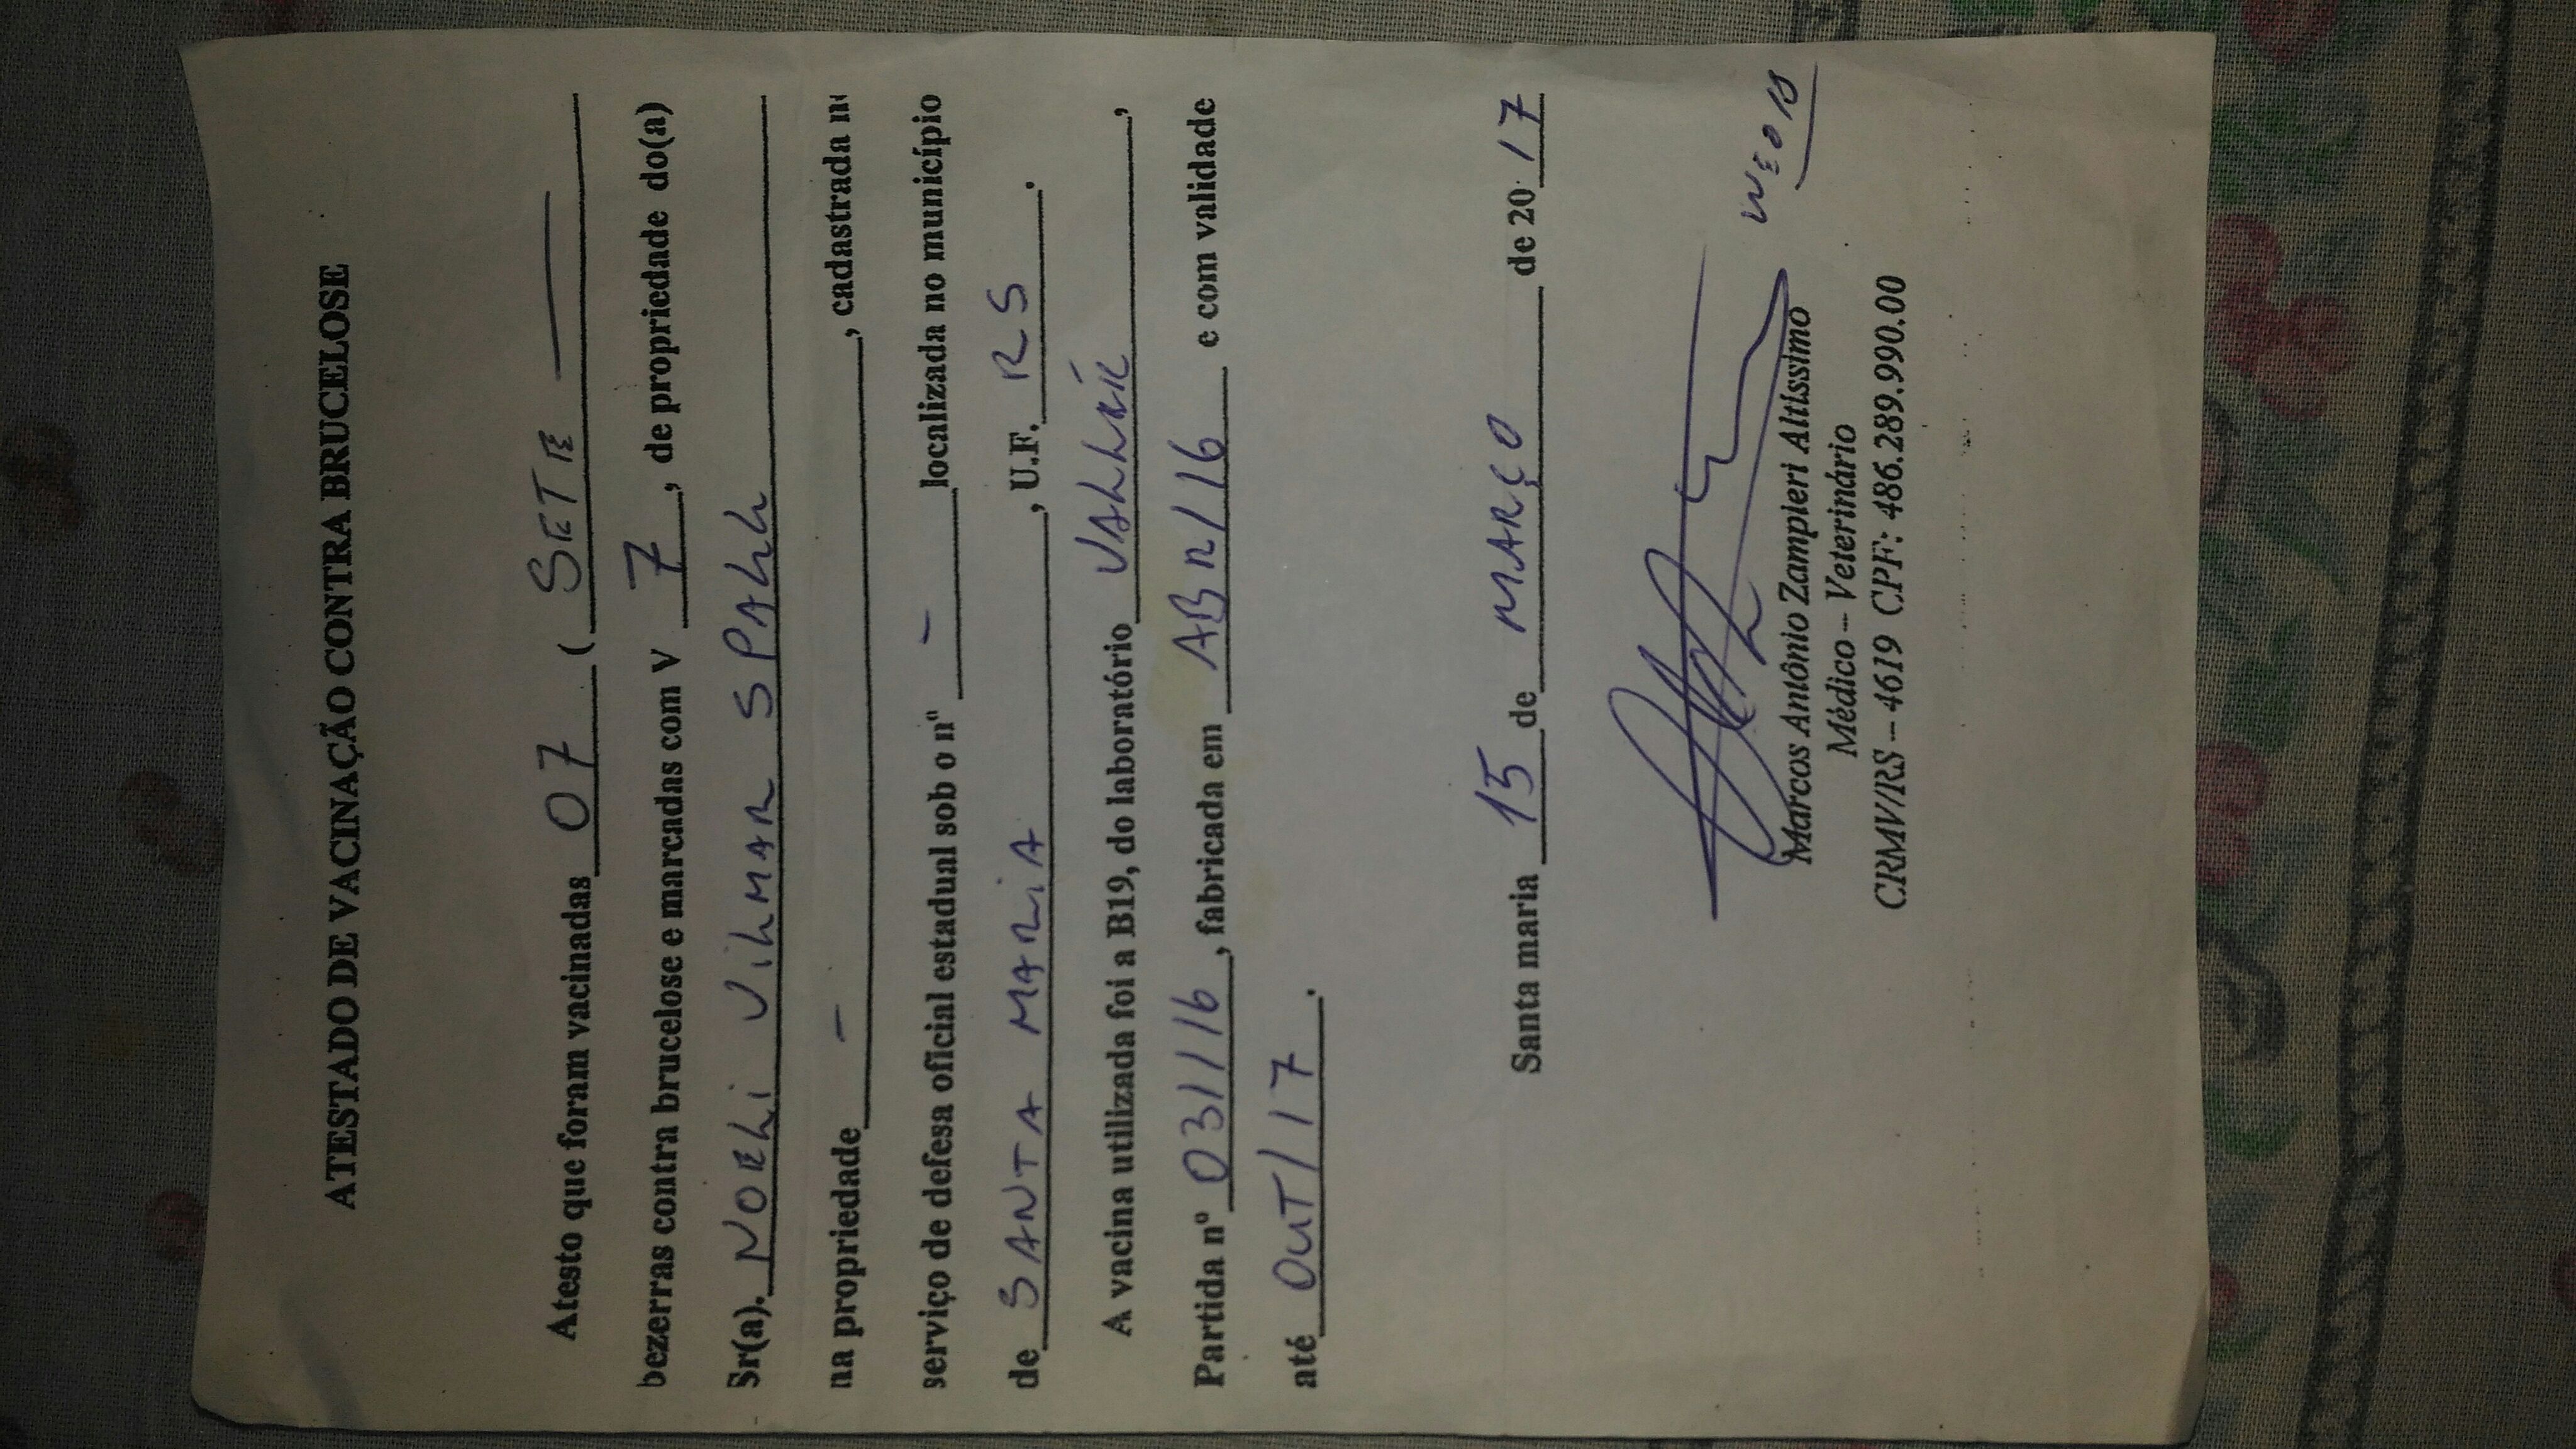 ATESTADO DE VACINAÇÃO CONTRA BRUCELOSE
Atesto que foram vacinadas 07 ( SETE
bezerras contra brucelose e marcadas com V 7, de propriedade do(a)
Sr(a). NOELI VILMAR SPALL
na propriedade - , cadastrada n
serviço de defesa oficial estadual sob o nº - localizada no município
de SANTA MARIA, U.F. RS.
A vacina utilizada foi a B19, do laboratório VALLÉE,
Partida nº 031/16, fabricada em ABR/16 e com validade
até OUT/17.
Santa maria 15 de MARÇO de 20 17
Marcos Antônio Zampieri Altíssimo
Médico – Veterinário
CRMV/RS – 4619 CPF: 486.289.990.00